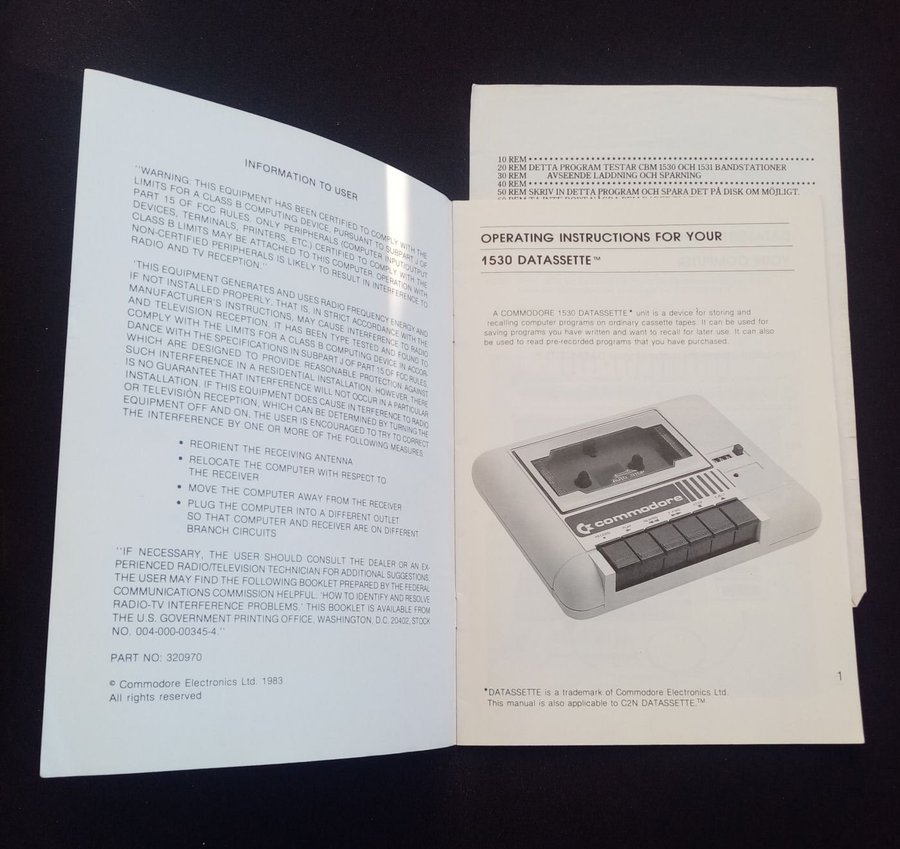 INFORMATION TO USER
"WARNING: THIS EQUIPMENT HAS BEEN CERTIFIED TO COMPLY WITH THE
LIMITS FOR A CLASS B COMPUTING DEVICE, PURSUANT TO SUBPART J OF
PART 15 OF FCC RULES. ONLY PERIPHERALS (COMPUTER INPUT/OUTPUT
DEVICES, TERMINALS, PRINTERS, ETC.) CERTIFIED TO COMPLY WITH THE
CLASS B LIMITS MAY BE ATTACHED TO THIS COMPUTER. OPERATION WITH
NON-CERTIFIED PERIPHERALS IS LIKELY TO RESULT IN INTERFERENCE TO
RADIO AND TV RECEPTION."
'THIS EQUIPMENT GENERATES AND USES RADIO FREQUENCY ENERGY AND
IF NOT INSTALLED PROPERLY. THAT IS, IN STRICT ACCORDANCE WITH THE
MANUFACTURER'S INSTRUCTIONS, MAY CAUSE INTERFERENCE TO RADIO
AND TELEVISION RECEPTION. IT HAS BEEN TYPE TESTED AND FOUND TO
COMPLY WITH THE LIMITS FOR A CLASS B COMPUTING DEVICE IN ACCOR-
DANCE WITH THE SPECIFICATIONS IN SUBPART J OF PART 15 OF FCC RULES,
WHICH ARE DESIGNED TO PROVIDE REASONABLE PROTECTION AGAINST
SUCH INTERFERENCE IN A RESIDENTIAL INSTALLATION. HOWEVER, THERE
IS NO GUARANTEE THAT INTERFERENCE WILL NOT OCCUR IN A PARTICULAR
INSTALLATION. IF THIS EQUIPMENT DOES CAUSE IN TERFERENCE TO RADIO
OR TELEVISION RECEPTION, WHICH CAN BE DETERMINED BY TURNING THE
EQUIPMENT OFF AND ON. THE USER IS ENCOURAGED TO TRY TO CORRECT
THE INTERFERENCE BY ONE OR MORE OF THE FOLLOWING MEASURES
• REORIENT THE RECEIVING ANTENNA
• RELOCATE THE COMPUTER WITH RESPECT TO
THE RECEIVER
• MOVE THE COMPUTER AWAY FROM THE RECEIVER
• PLUG THE COMPUTER INTO A DIFFERENT OUTLET
SO THAT COMPUTER AND RECEIVER ARE ON DIFFERENT
BRANCH CIRCUITS
"IF NECESSARY, THE USER SHOULD CONSULT THE DEALER OR AN EX-
PERIENCED RADIO/TELEVISION TECHNICIAN FOR ADDITIONAL SUGGESTIONS.
THE USER MAY FIND THE FOLLOWING BOOKLET PREPARED BY THE FEDERAL
COMMUNICATIONS COMMISSION HELPFUL. 'HOW TO IDENTIFY AND RESOLVE
RADIO-TV INTERFERENCE PROBLEMS.' THIS BOOKLET IS AVAILABLE FROM
THE U.S. GOVERNMENT PRINTING OFFICE, WASHINGTON, D.C. 20402, STOCK
NO. 004-000-00345-4."
PART NO: 320970
© Commodore Electronics Ltd. 1983
All rights reserved
10 REM
20 REM DETTA PROGRAM TESTAR CBM 1530 OCH 1531 BANDSTATIONER
30 REM AVSEENDE LADDNING OCH SPARNING
40 REM
50 REM SKRIV IN DETTA PROGRAM OCH SPARA DET PÅ DISK OM MÖJLIGT.
OPERATING INSTRUCTIONS FOR YOUR
1530 DATASSETTE™
A COMMODORE 1530 DATASSETTE* unit is a device for storing and
recalling computer programs on ordinary cassette tapes. It can be used for
saving programs you have written and want to recall for later use. It can also
be used to read pre-recorded programs that you have purchased.
commodore
*DATASSETTE is a trademark of Commodore Electronics Ltd.
This manual is also applicable to C2N DATASSETTE.™
1